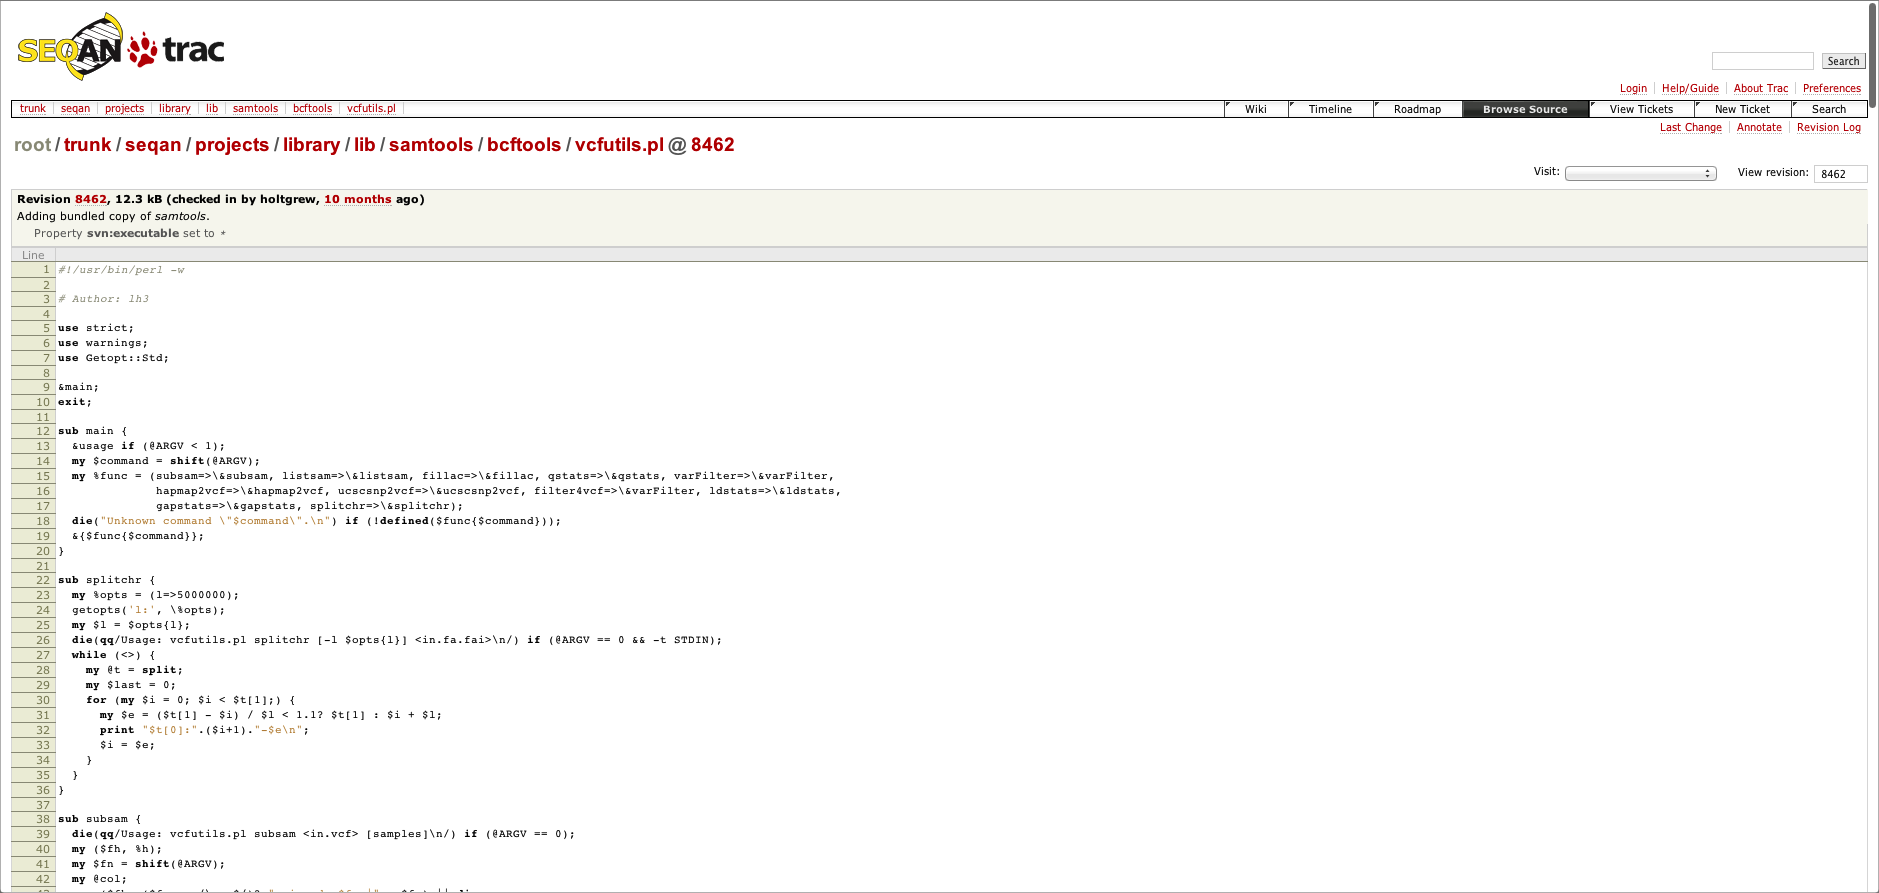 SEQAN trac
Search
Login Help/Guide About Trac Preferences
trunk seqan projects library lib samtools bcftools vcfutils.pl
Wiki Timeline Roadmap Browse Source View Tickets New Ticket Search
Last Change Annotate Revision Log
root / trunk / seqan / projects / library / lib / samtools / bcftools / vcfutils.pl @ 8462
Visit: View revision: 8462
Revision 8462, 12.3 kB (checked in by holtgrew, 10 months ago)
Adding bundled copy of samtools.
Property svn:executable set to *
Line
1 #!/usr/bin/perl -w
2
3 # Author: lh3
4
5 use strict;
6 use warnings;
7 use Getopt::Std;
8
9 &main;
10 exit;
11
12 sub main {
13   &usage if (@ARGV < 1);
14   my $command = shift(@ARGV);
15   my %func = (subsam=>\&subsam, listsam=>\&listsam, fillac=>\&fillac, qstats=>\&qstats, varFilter=>\&varFilter,
16               hapmap2vcf=>\&hapmap2vcf, ucscsnp2vcf=>\&ucscsnp2vcf, filter4vcf=>\&varFilter, ldstats=>\&ldstats,
17               gapstats=>\&gapstats, splitchr=>\&splitchr);
18   die("Unknown command \"$command\".\n") if (!defined($func{$command}));
19   &{$func{$command}};
20 }
21
22 sub splitchr {
23   my %opts = (l=>5000000);
24   getopts('l:', \%opts);
25   my $l = $opts{l};
26   die(qq/Usage: vcfutils.pl splitchr [-l $opts{l}] <in.fa.fai>\n/) if (@ARGV == 0 && -t STDIN);
27   while (<>) {
28     my @t = split;
29     my $last = 0;
30     for (my $i = 0; $i < $t[1];) {
31       my $e = ($t[1] - $i) / $l < 1.1? $t[1] : $i + $l;
32       print "$t[0]:".($i+1)."-$e\n";
33       $i = $e;
34     }
35   }
36 }
37
38 sub subsam {
39   die(qq/Usage: vcfutils.pl subsam <in.vcf> [samples]\n/) if (@ARGV == 0);
40   my ($fh, %h);
41   my $fn = shift(@ARGV);
42   my @col;